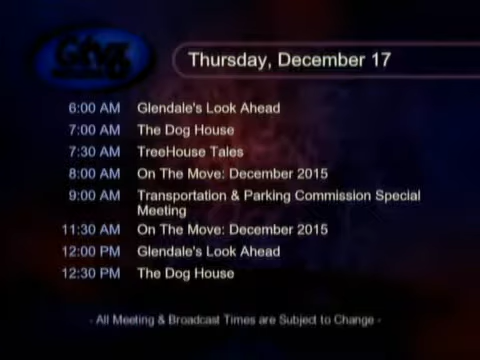 Gtv6
Thursday, December 17
6:00 AM Glendale's Look Ahead
7:00 AM The Dog House
7:30 AM TreeHouse Tales
8:00 AM On The Move: December 2015
9:00 AM Transportation & Parking Commission Special
Meeting
11:30 AM On The Move: December 2015
12:00 PM Glendale's Look Ahead
12:30 PM The Dog House
- All Meeting & Broadcast Times are Subject to Change -